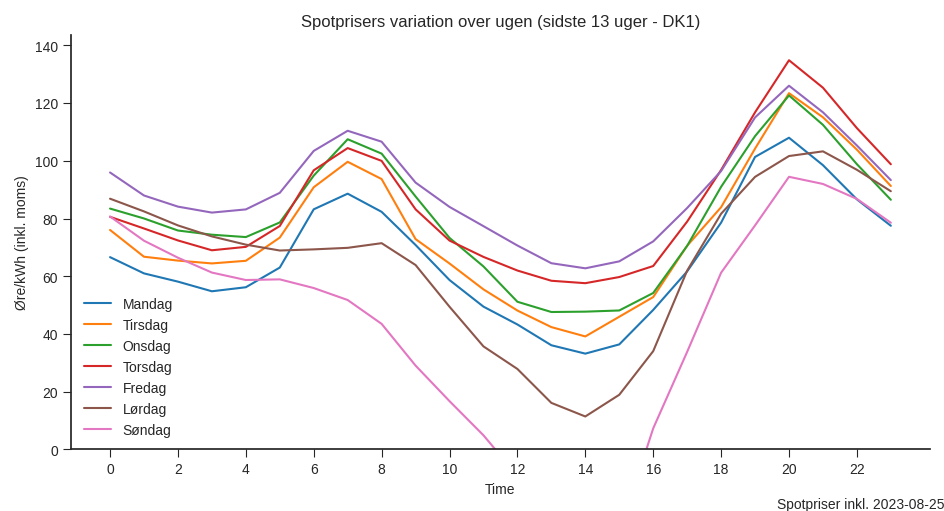 Spotprisers variation over ugen (sidste 13 uger - DK1)
140
120
100
80
60
40
20
0
Øre/kWh (inkl. moms)
Mandag
Tirsdag
Onsdag
Torsdag
Fredag
Lørdag
Søndag
0 2 4 6 8 10 12 14 16 18 20 22
Time
Spotpriser inkl. 2023-08-25